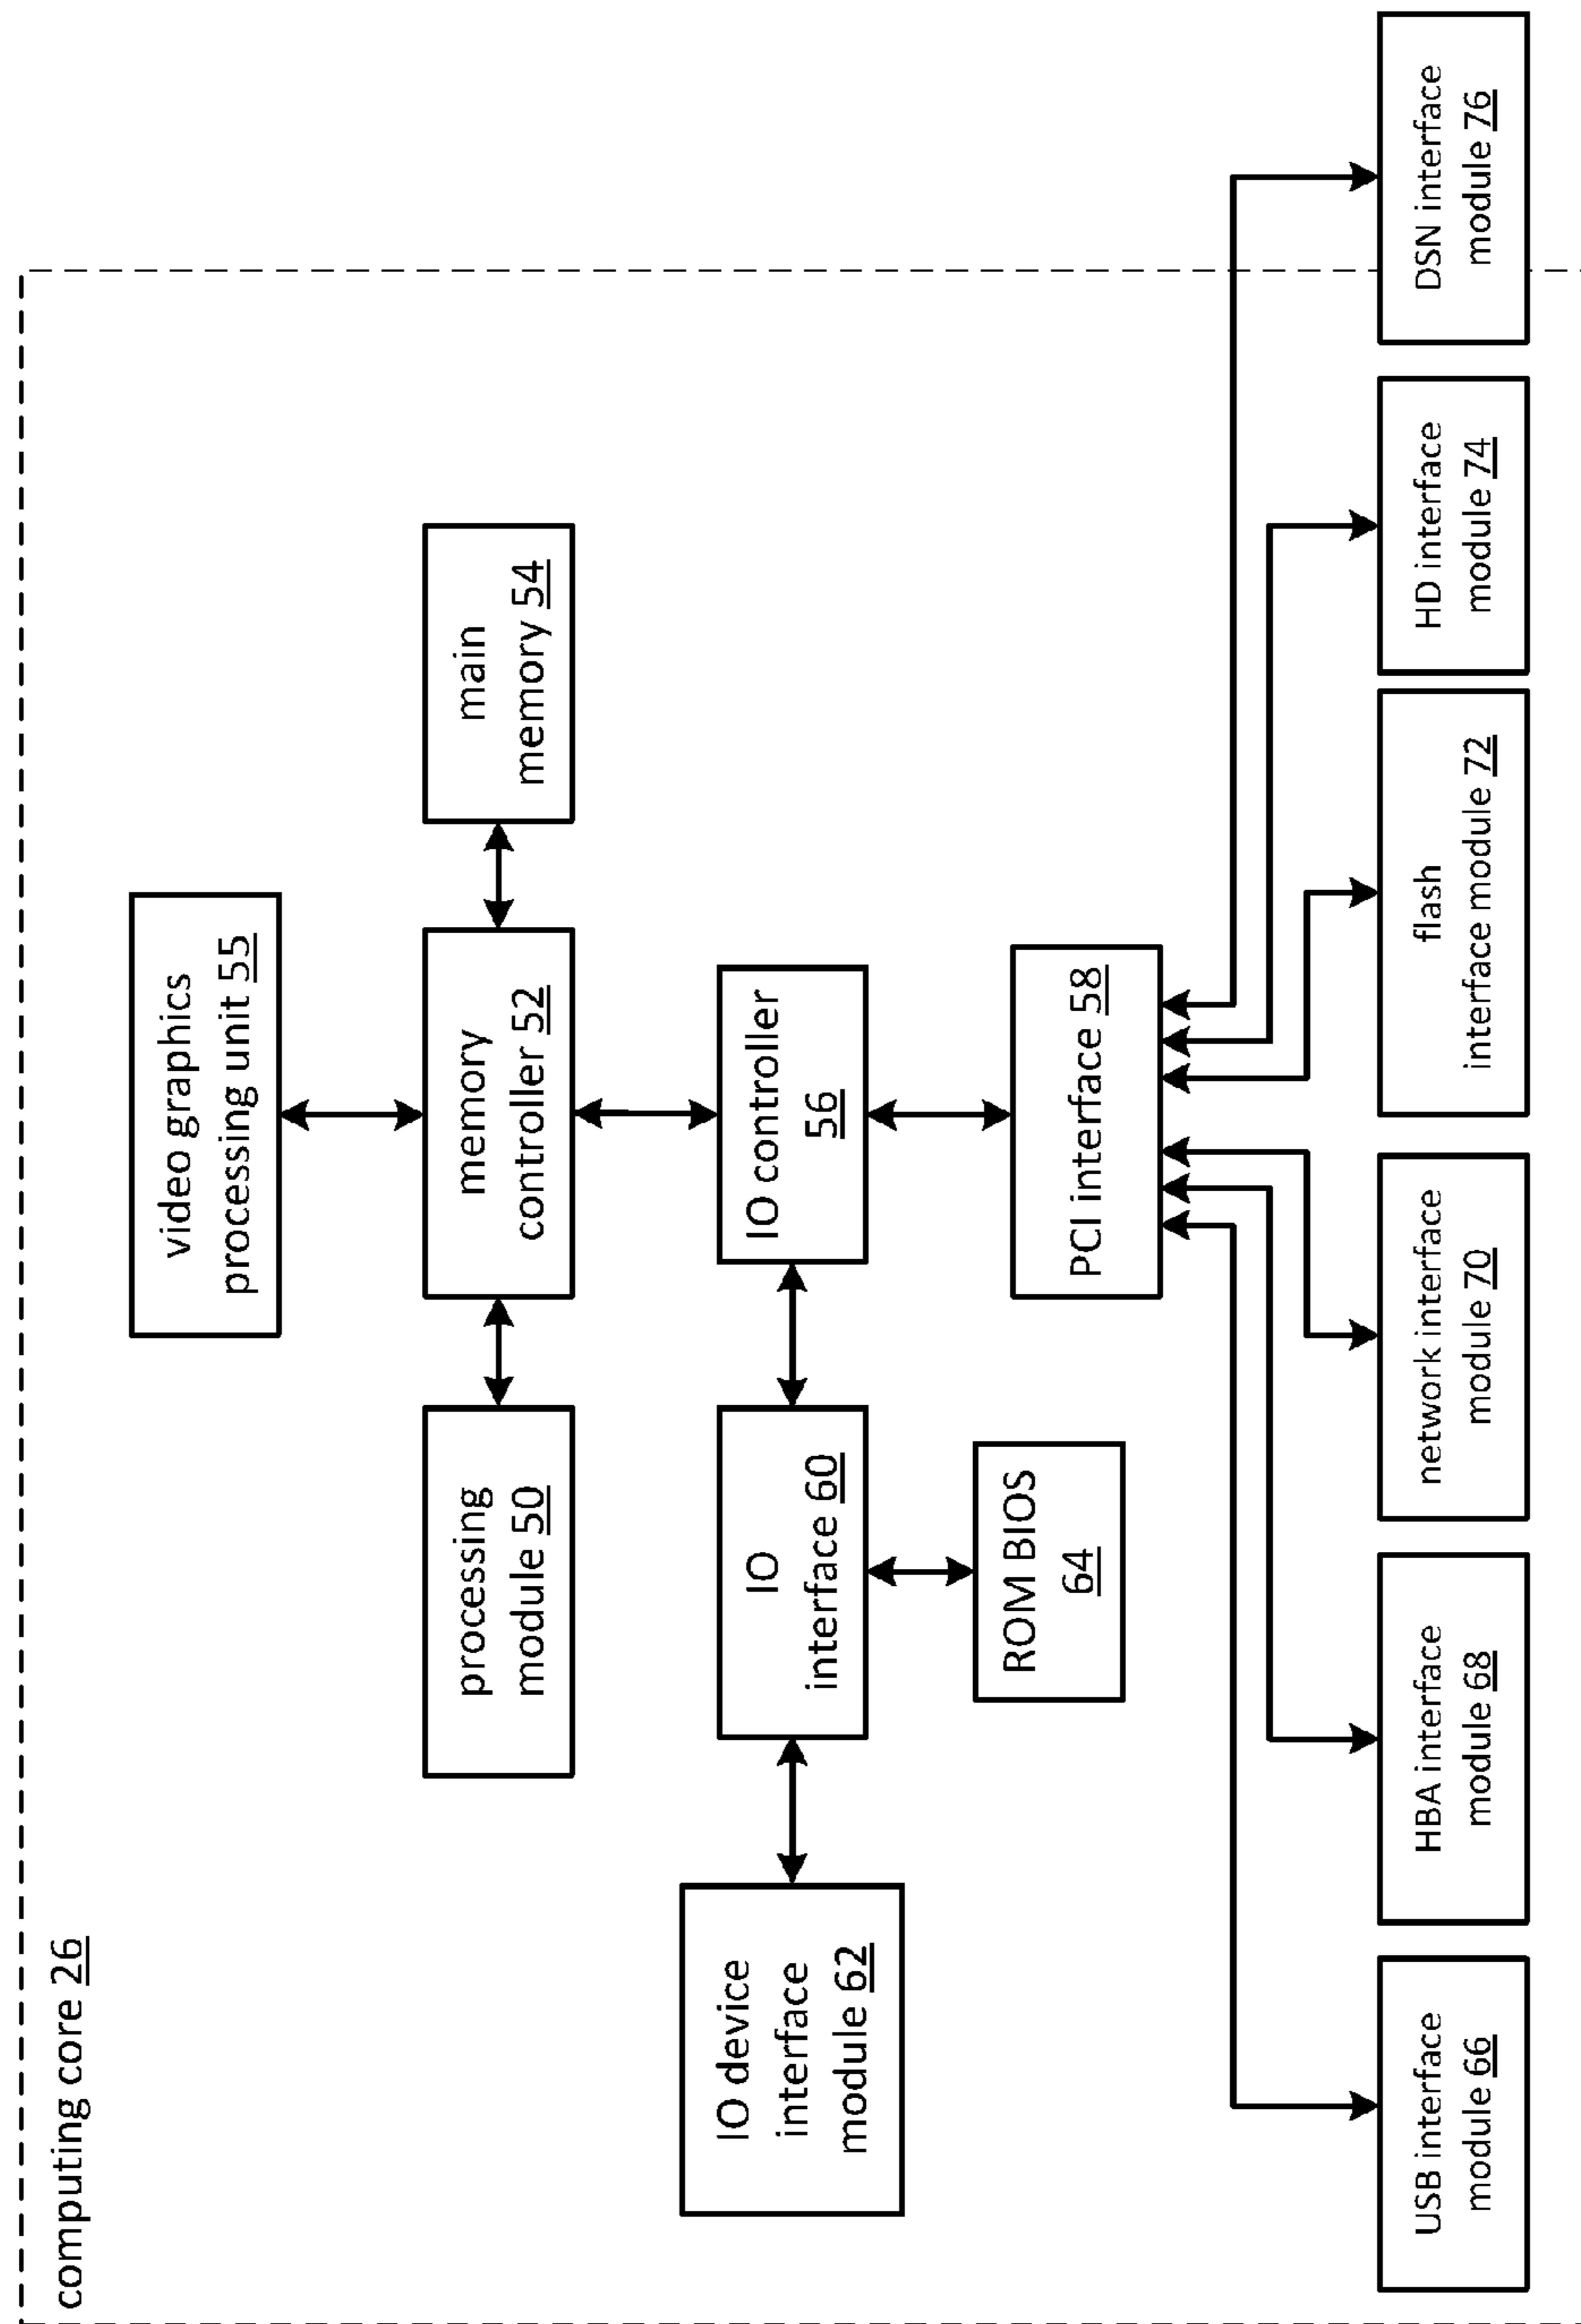 computing core 26
video graphics
processing unit 55
processing
module 50
memory
controller 52
main
memory 54
IO device
interface
module 62
IO
interface 60
IO controller
56
ROM BIOS
64
PCI interface 58
USB interface
module 66
HBA interface
module 68
network interface
module 70
flash
interface module 72
HD interface
module 74
DSN interface
module 76